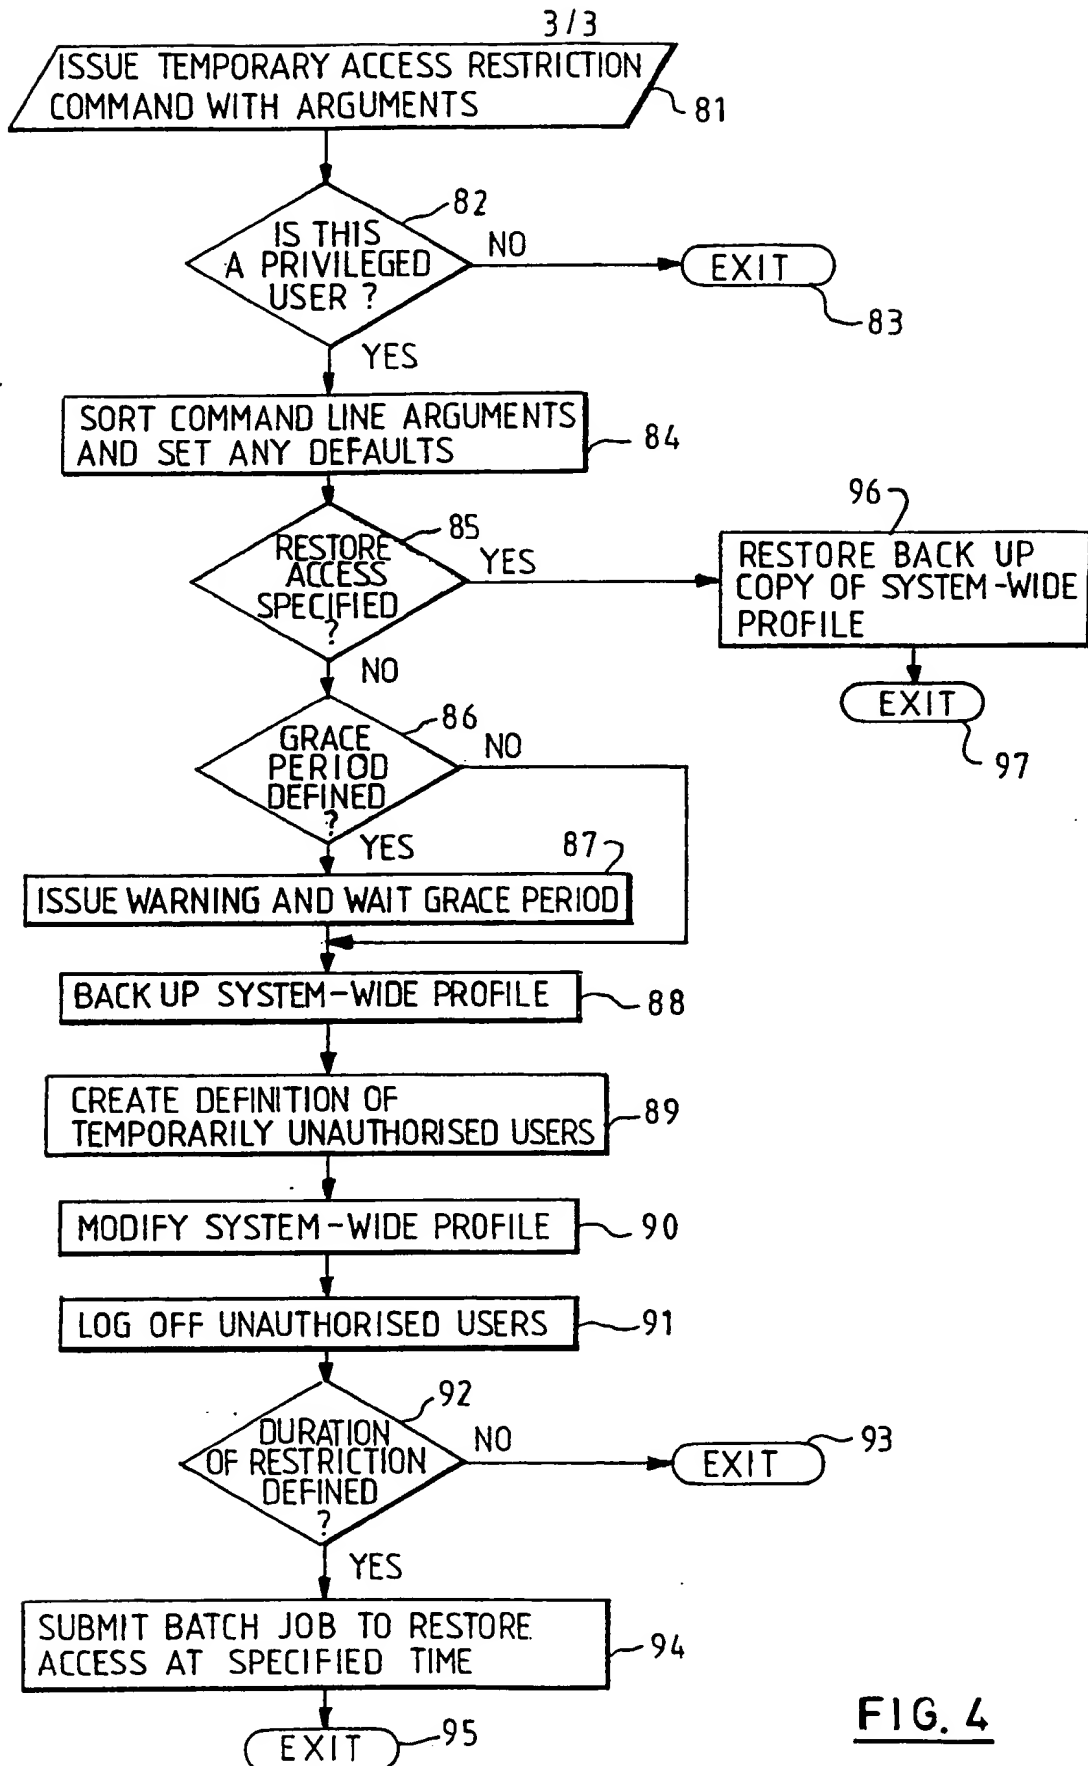 3/3
ISSUE TEMPORARY ACCESS RESTRICTION
COMMAND WITH ARGUMENTS
81
82
IS THIS
A PRIVILEGED
USER ?
NO
EXIT
83
YES
SORT COMMAND LINE ARGUMENTS
AND SET ANY DEFAULTS
84
85
RESTORE
ACCESS
SPECIFIED
?
YES
96
RESTORE BACK UP
COPY OF SYSTEM-WIDE
PROFILE
EXIT
97
NO
86
GRACE
PERIOD
DEFINED
?
NO
YES
87
ISSUE WARNING AND WAIT GRACE PERIOD
BACK UP SYSTEM-WIDE PROFILE
88
CREATE DEFINITION OF
TEMPORARILY UNAUTHORISED USERS
89
MODIFY SYSTEM-WIDE PROFILE
90
LOG OFF UNAUTHORISED USERS
91
92
DURATION
OF RESTRICTION
DEFINED
?
NO
EXIT
93
YES
SUBMIT BATCH JOB TO RESTORE
ACCESS AT SPECIFIED TIME
94
EXIT
95
FIG. 4